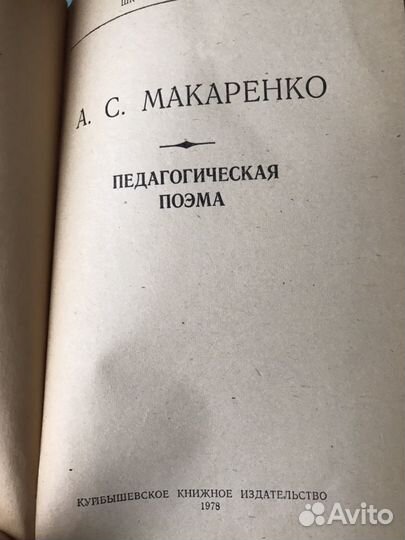 А. С. МАКАРЕНКО
ПЕДАГОГИЧЕСКАЯ
ПОЭМА
КУЙБЫШЕВСКОЕ КНИЖНОЕ ИЗДАТЕЛЬСТВО
1978
Avito